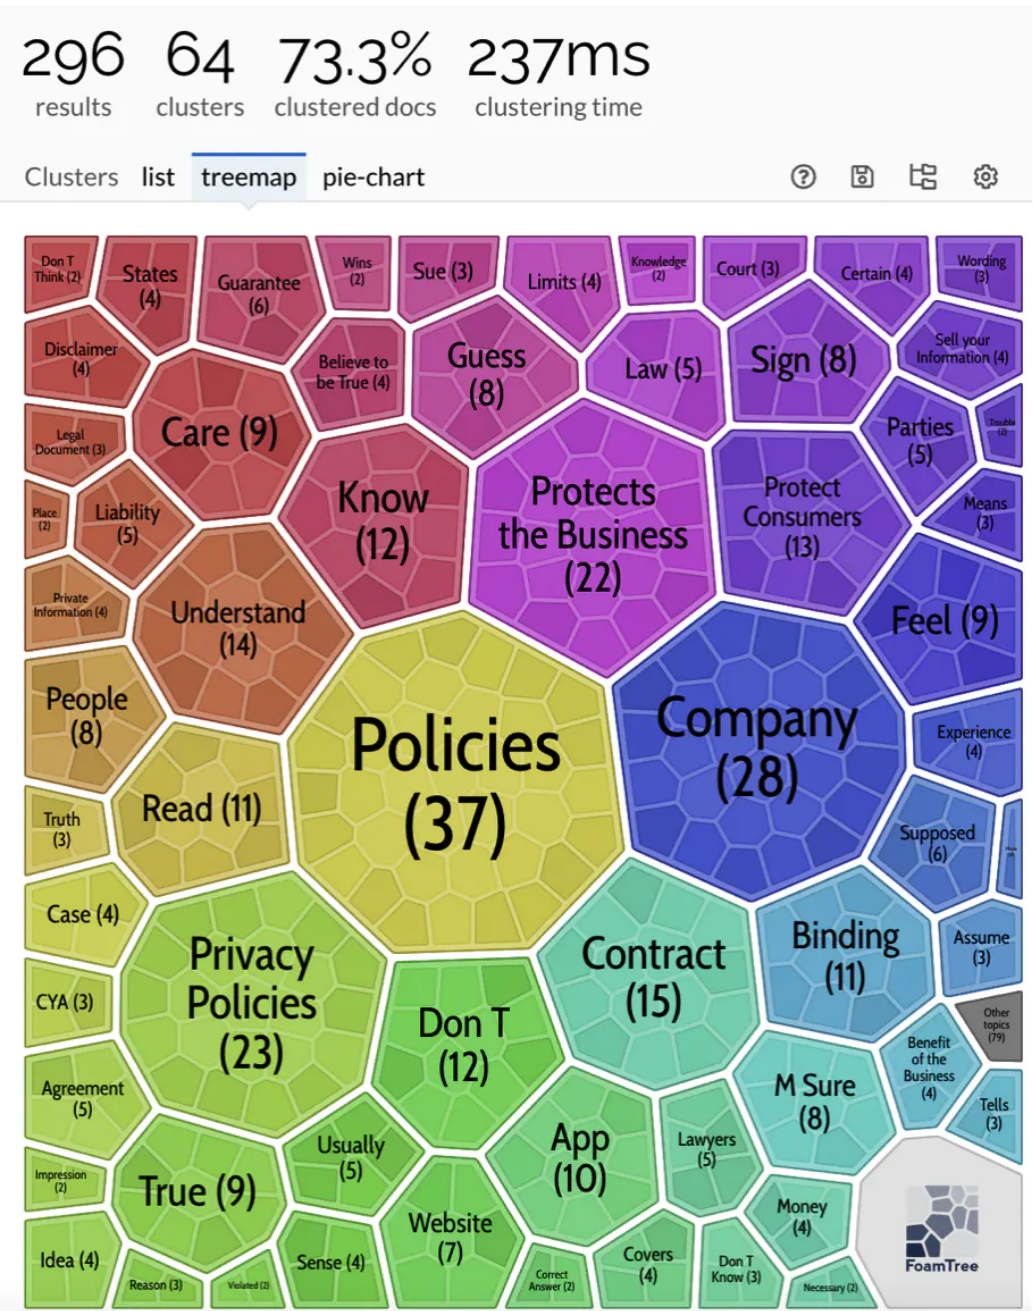 296 64 73.3% 237ms
results clusters clustered docs clustering time
Clusters list treemap pie-chart
Don T
Think (2)
States
(4)
Guarantee
(6)
Wins
(2)
Sue (3)
Limits (4)
Knowledge
(2)
Court (3)
Certain (4)
Wording
(3)
Disclaimer
(4)
Believe to
be True (4)
Guess
(8)
Law (5)
Sign (8)
Sell your
Information (4)
Care (9)
Legal
Document (3)
Parties
(5)
Trouble
(2)
Place
(2)
Liability
(5)
Know
(12)
Protects
the Business
(22)
Protect
Consumers
(13)
Means
(3)
Private
Information (4)
Understand
(14)
Feel (9)
People
(8)
Policies
(37)
Company
(28)
Experience
(4)
Truth
(3)
Read (11)
Supposed
(6)
Case (4)
Privacy
Policies
(23)
Contract
(15)
Binding
(11)
Assume
(3)
CYA (3)
Don T
(12)
Other
topics
(79)
Agreement
(5)
M Sure
(8)
Benefit
of the
Business
(4)
Tells
(3)
Impression
(2)
True (9)
Usually
(5)
App
(10)
Lawyers
(5)
Money
(4)
Idea (4)
Reason (3)
Violated (2)
Sense (4)
Website
(7)
Correct
Answer (2)
Covers
(4)
Don T
Know (3)
Necessary (2)
FoamTree